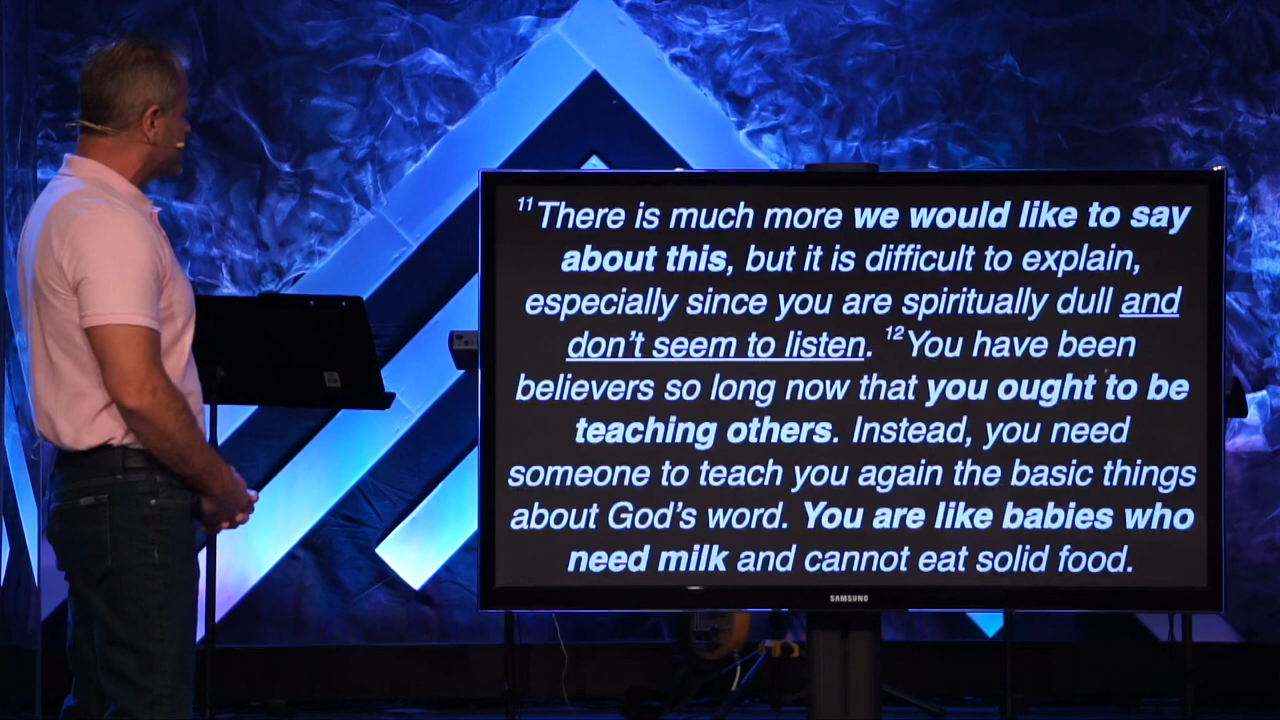 ¹¹There is much more we would like to say
about this, but it is difficult to explain,
especially since you are spiritually dull and
don’t seem to listen. ¹²You have been
believers so long now that you ought to be
teaching others. Instead, you need
someone to teach you again the basic things
about God’s word. You are like babies who
need milk and cannot eat solid food.
SAMSUNG